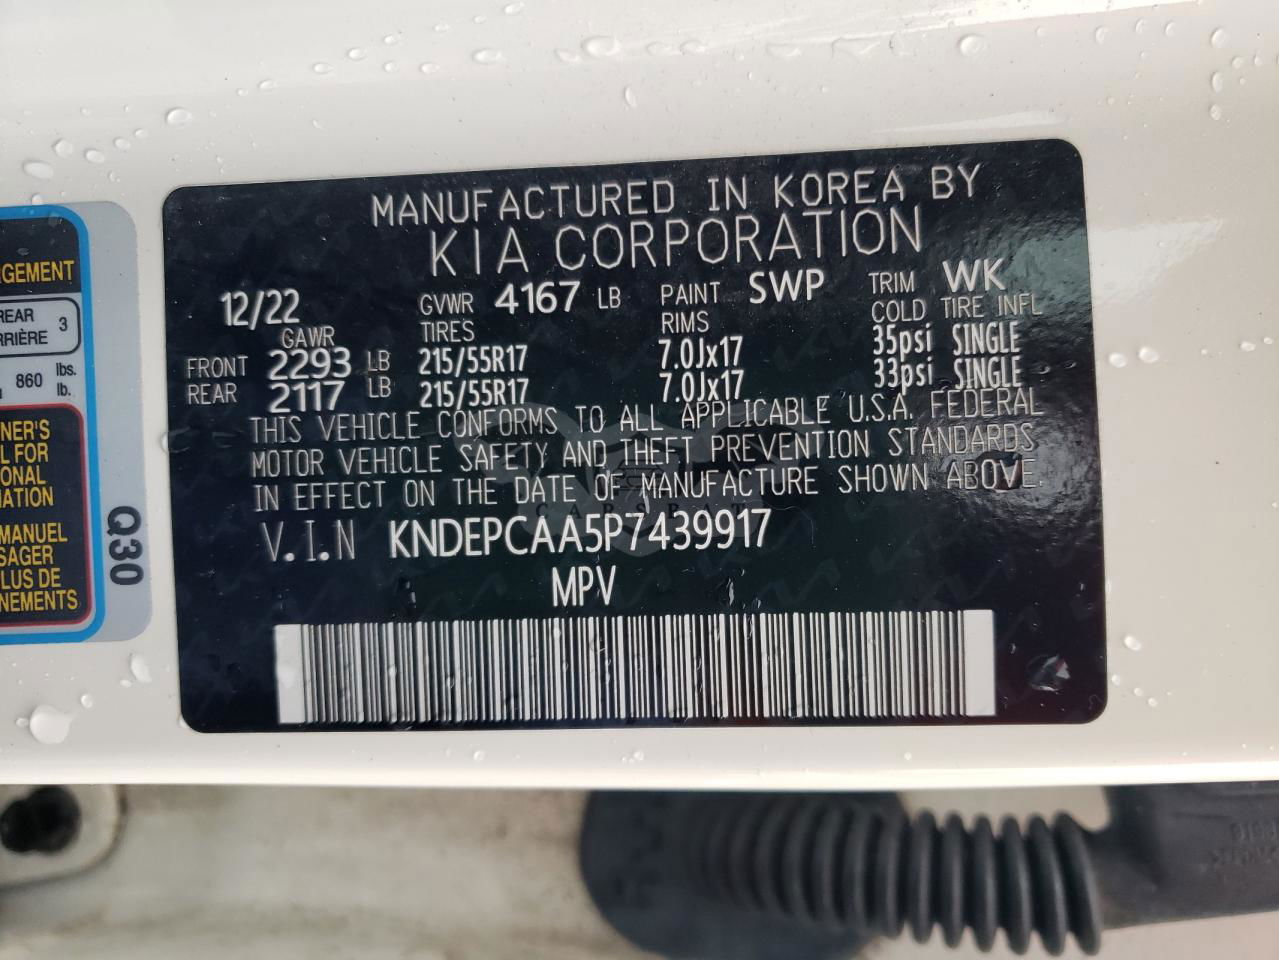 MANUFACTURED IN KOREA BY
KIA CORPORATION
12/22 GVWR 4167 LB PAINT SWP TRIM WK
GAWR TIRES RIMS COLD TIRE INFL
FRONT 2293 LB 215/55R17 7.0Jx17 35psi SINGLE
REAR 2117 LB 215/55R17 7.0Jx17 33psi SINGLE
THIS VEHICLE CONFORMS TO ALL APPLICABLE U.S.A. FEDERAL
MOTOR VEHICLE SAFETY AND THEFT PREVENTION STANDARDS
IN EFFECT ON THE DATE OF MANUFACTURE SHOWN ABOVE.
V.I.N KNDEPCAA5P7439917
MPV
CARSBAT
GEMENT
REAR 3
RRIÈRE
860 lbs.
lb.
NER'S
L FOR
IONAL
MATION
MANUEL
SAGER
LUS DE
NEMENTS
Q30